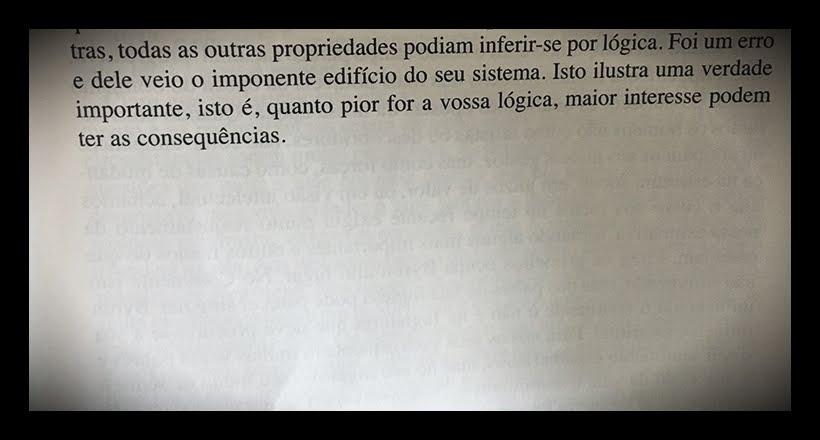 tras, todas as outras propriedades podiam inferir-se por lógica. Foi um erro
e dele veio o imponente edifício do seu sistema. Isto ilustra uma verdade
importante, isto é, quanto pior for a vossa lógica, maior interesse podem
ter as consequências.